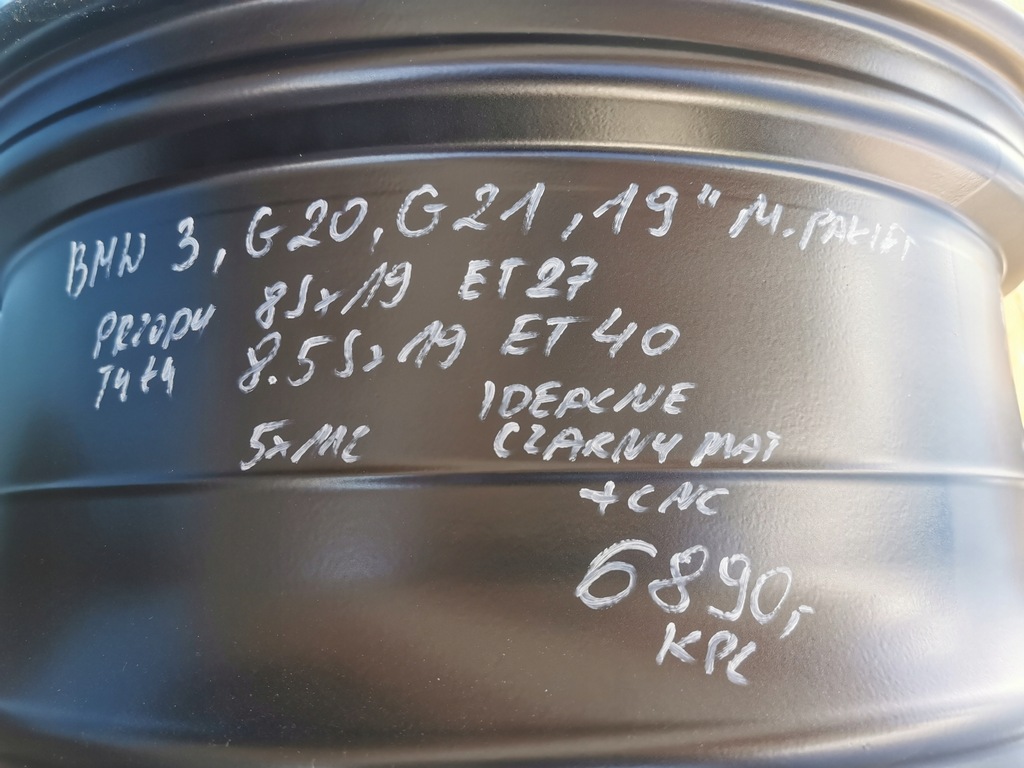 BMW 3, G20, G21, 19" M. PAKIET
PRZODY 8Jx19 ET27
TYŁY 8.5Jx19 ET40
5x112 IDEALNE
CZARNY MAT
+CNC
6890,-
KPL